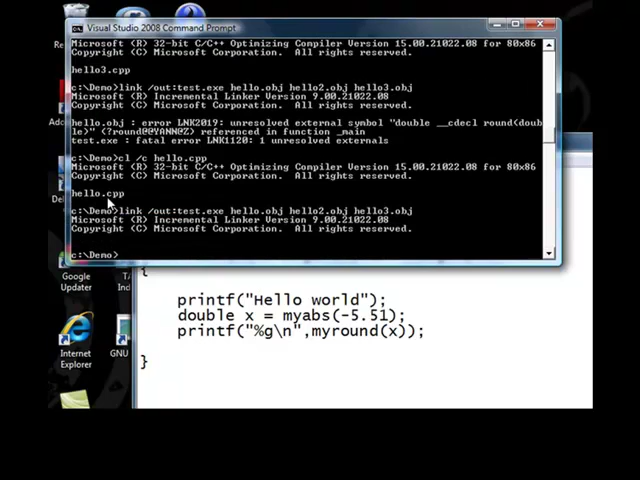 Visual Studio 2008 Command Prompt
Microsoft (R) 32-bit C/C++ Optimizing Compiler Version 15.00.21022.08 for 80x86
Copyright (C) Microsoft Corporation.  All rights reserved.
hello3.cpp
c:\Demo>link /out:test.exe hello.obj hello2.obj hello3.obj
Microsoft (R) Incremental Linker Version 9.00.21022.08
Copyright (C) Microsoft Corporation.  All rights reserved.
hello.obj : error LNK2019: unresolved external symbol "double __cdecl round(doub
le)" (?round@@YANN@Z) referenced in function _main
test.exe : fatal error LNK1120: 1 unresolved externals
c:\Demo>cl /c hello.cpp
Microsoft (R) 32-bit C/C++ Optimizing Compiler Version 15.00.21022.08 for 80x86
Copyright (C) Microsoft Corporation.  All rights reserved.
hello.cpp
c:\Demo>link /out:test.exe hello.obj hello2.obj hello3.obj
Microsoft (R) Incremental Linker Version 9.00.21022.08
Copyright (C) Microsoft Corporation.  All rights reserved.
c:\Demo>
{
printf("Hello world");
double x = myabs(-5.51);
printf("%g\n",myround(x));
}
Google
Updater
Internet
Explorer
GNU